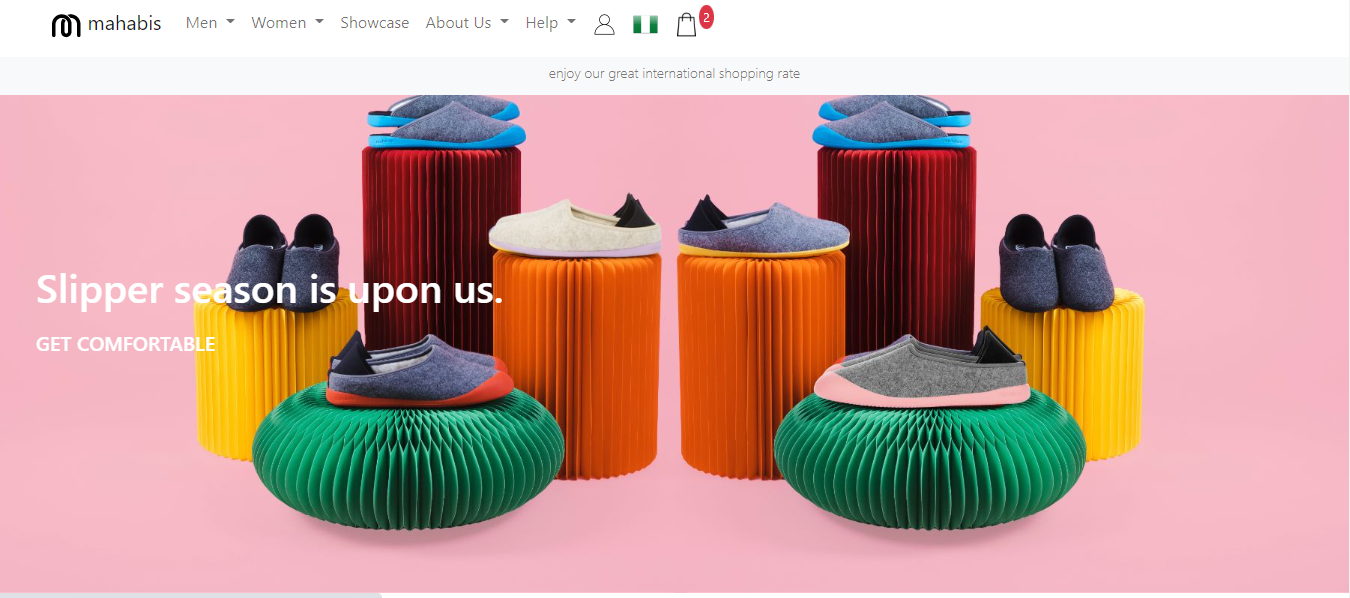 mahabis Men Women Showcase About Us Help 2
enjoy our great international shopping rate
Slipper season is upon us.
GET COMFORTABLE